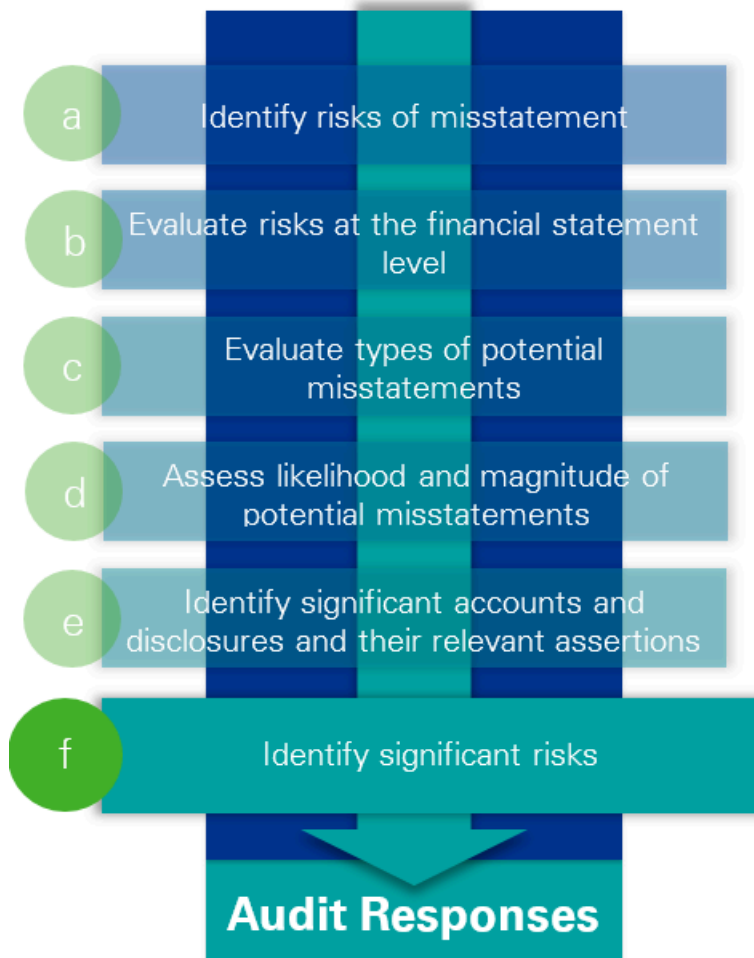 a
Identify risks of misstatement
b
Evaluate risks at the financial statement
level
c
Evaluate types of potential
misstatements
d
Assess likelihood and magnitude of
potential misstatements
e
Identify significant accounts and
disclosures and their relevant assertions
f
Identify significant risks
Audit Responses